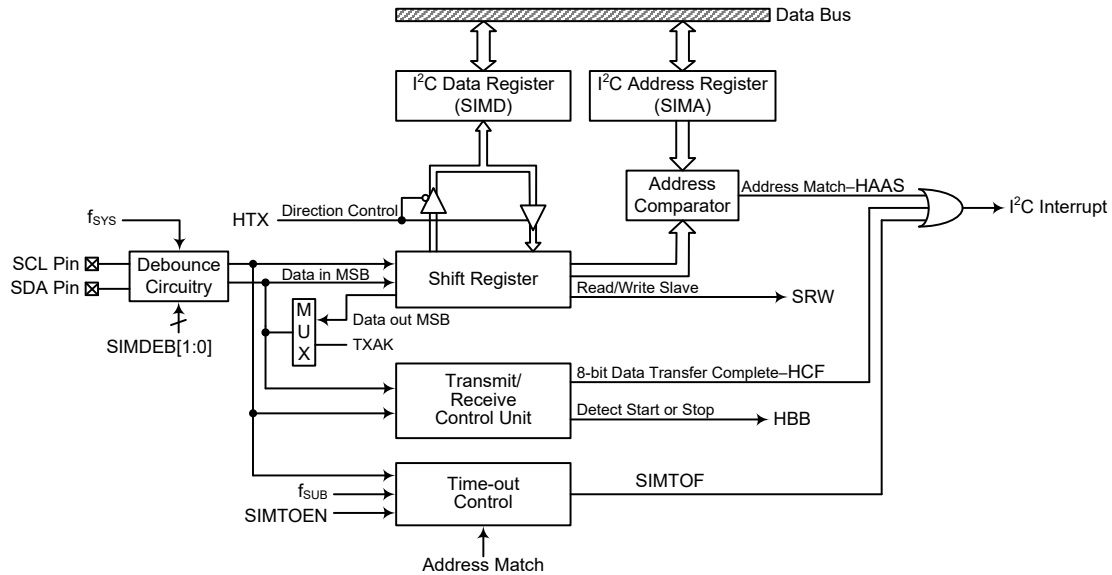 Data Bus
I²C Data Register
(SIMD)
I²C Address Register
(SIMA)
Address
Comparator
Address Match–HAAS
I²C Interrupt
HTX
Direction Control
fSYS
SCL Pin
SDA Pin
Debounce
Circuitry
SIMDEB[1:0]
Data in MSB
Shift Register
Read/Write Slave
SRW
M
U
X
Data out MSB
TXAK
Transmit/
Receive
Control Unit
8-bit Data Transfer Complete–HCF
Detect Start or Stop
HBB
fSUB
SIMTOEN
Time-out
Control
SIMTOF
Address Match